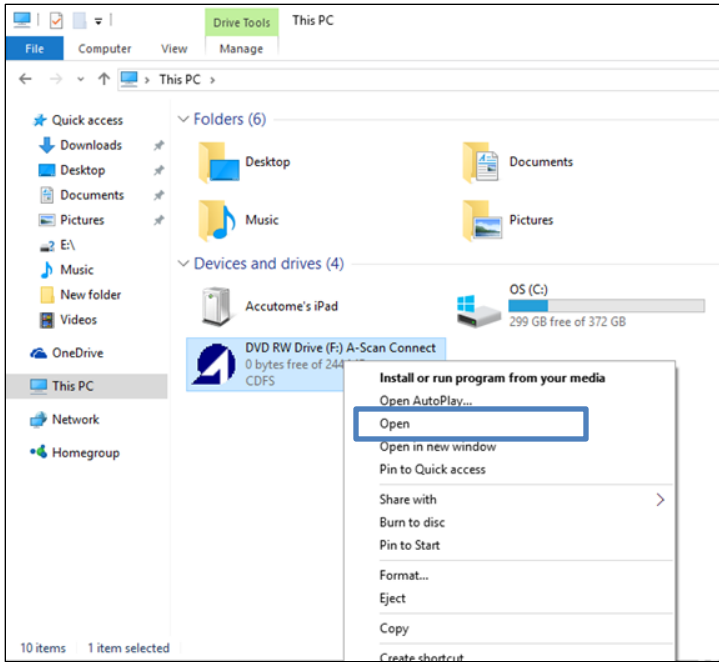 Drive Tools This PC
File Computer View Manage
This PC
Quick access
Downloads
Desktop
Documents
Pictures
E:\
Music
New folder
Videos
OneDrive
This PC
Network
Homegroup
Folders (6)
Desktop
Documents
Music
Pictures
Devices and drives (4)
Accutome's iPad
OS (C:)
299 GB free of 372 GB
DVD RW Drive (F:) A-Scan Connect
0 bytes free of 244
CDFS
Install or run program from your media
Open AutoPlay...
Open
Open in new window
Pin to Quick access
Share with
Burn to disc
Pin to Start
Format...
Eject
Copy
Create shortcut
10 items 1 item selected